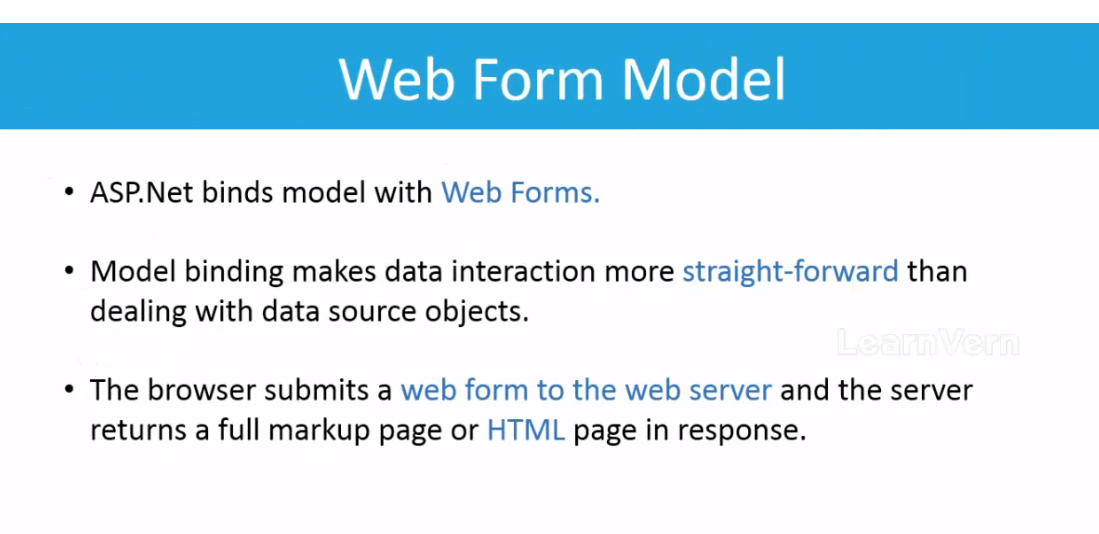 Web Form Model
• ASP.Net binds model with Web Forms.
• Model binding makes data interaction more straight-forward than
dealing with data source objects.
LearnVern
• The browser submits a web form to the web server and the server
returns a full markup page or HTML page in response.